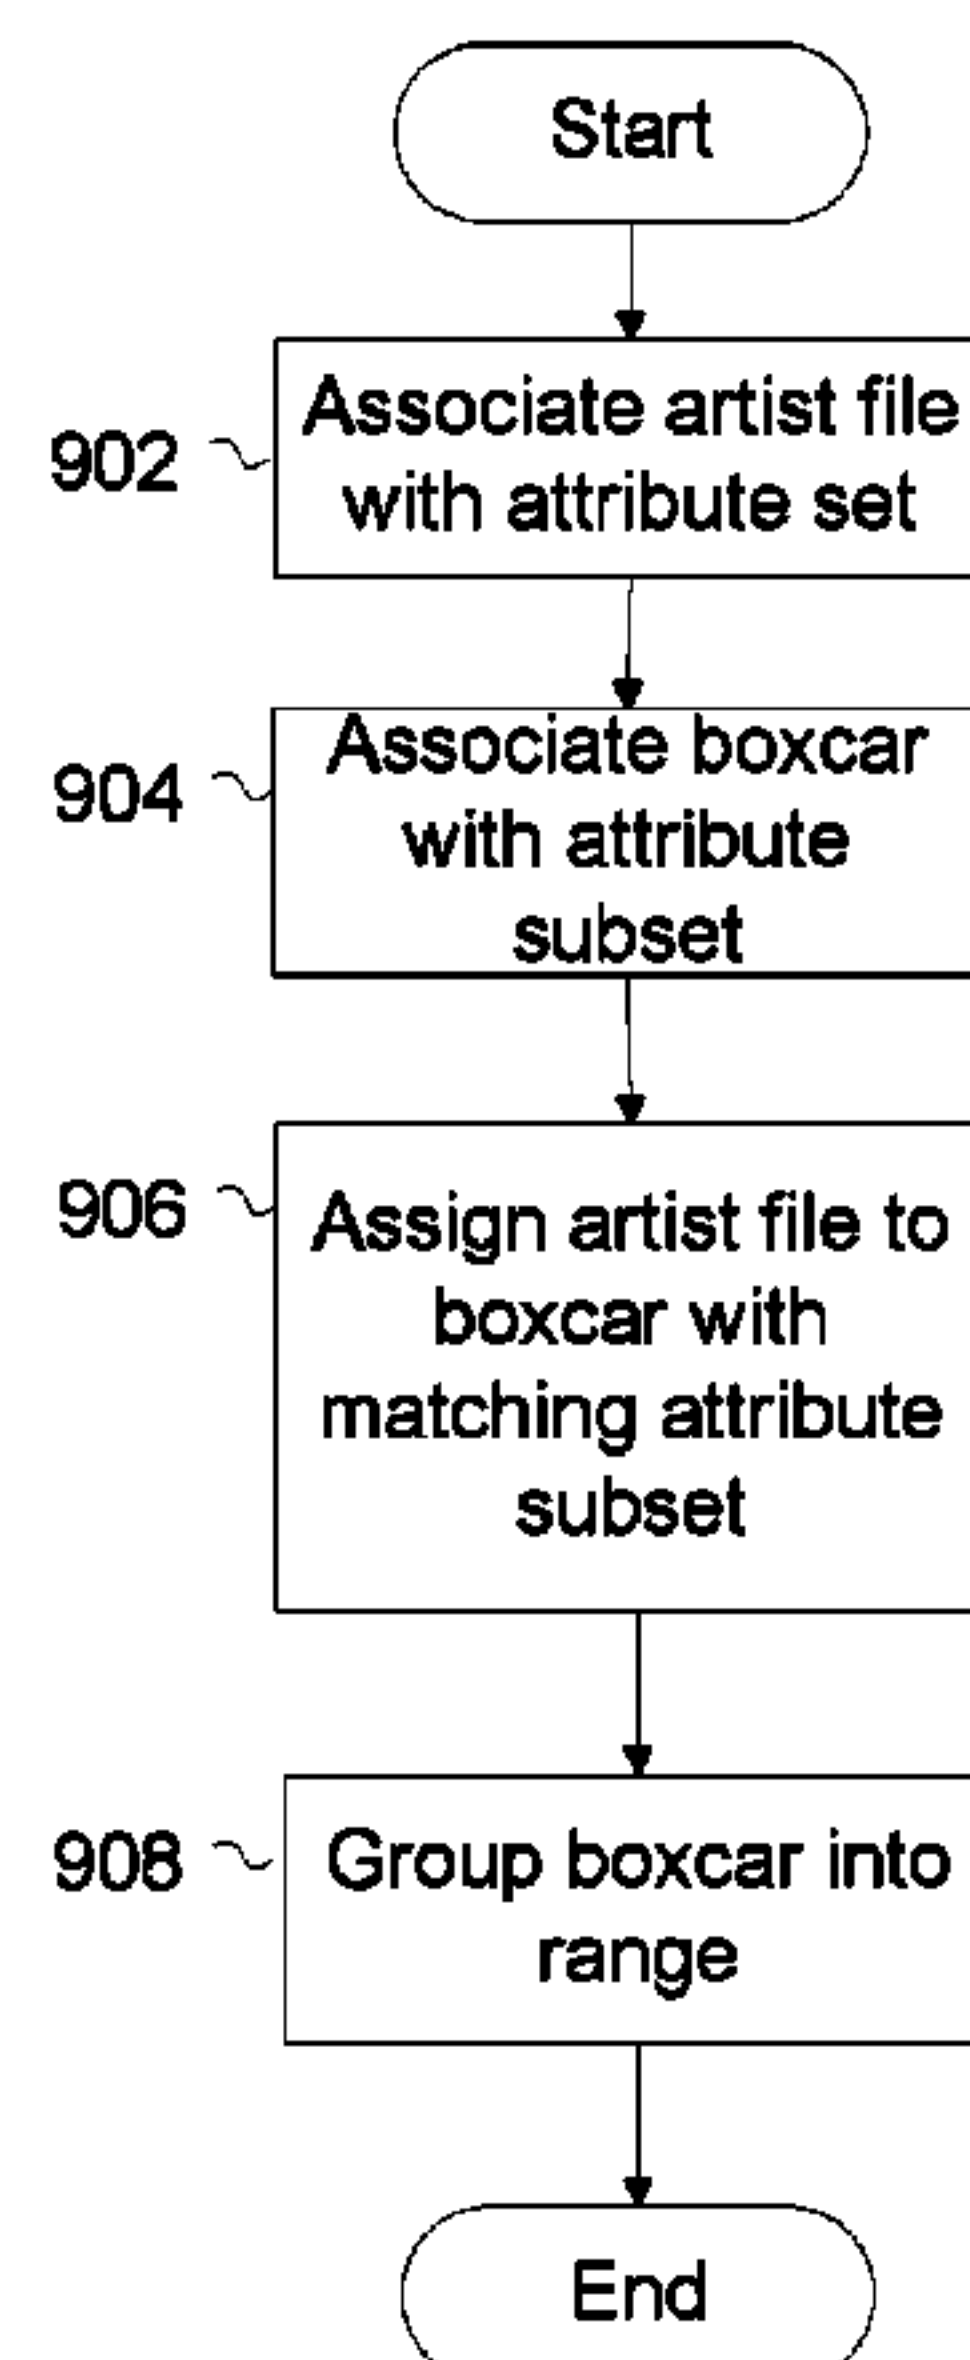 Start
902
Associate artist file
with attribute set
904
Associate boxcar
with attribute
subset
906
Assign artist file to
boxcar with
matching attribute
subset
908
Group boxcar into
range
End